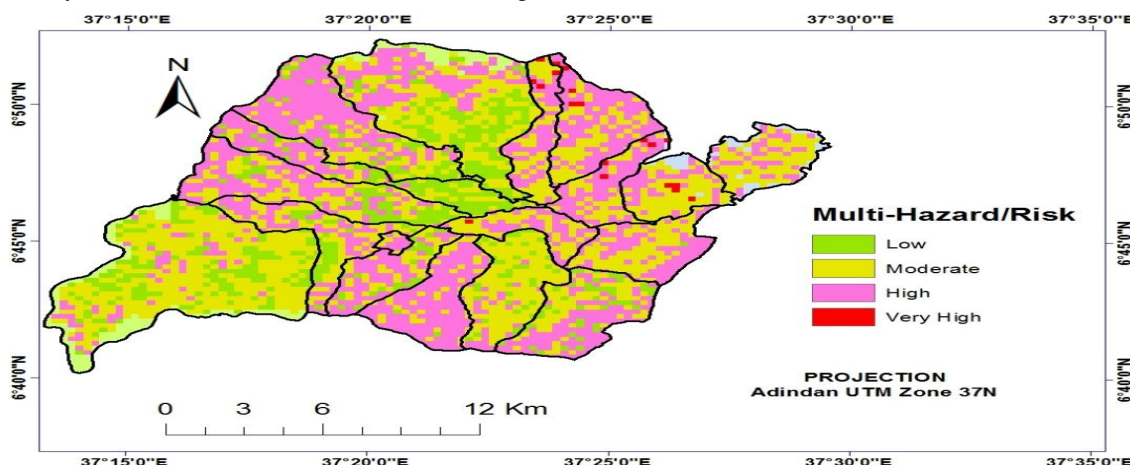 37°15'0"E 37°20'0"E 37°25'0"E 37°30'0"E 37°35'0"E
N
6°50'0"N 6°50'0"N
Multi-Hazard/Risk
Low
6°45'0"N 6°45'0"N
Moderate
High
Very High
6°40'0"N 6°40'0"N
PROJECTION
Adindan UTM Zone 37N
0 3 6 12 Km
37°15'0"E 37°20'0"E 37°25'0"E 37°30'0"E 37°35'0"E